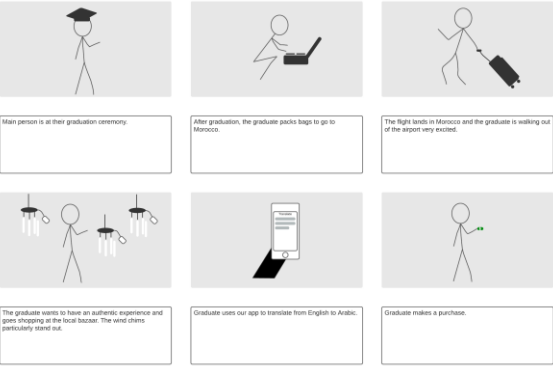 Main person is at their graduation ceremony.
After graduation, the graduate packs bags to go to
Morocco.
The flight lands in Morocco and the graduate is walking out
of the airport very excited.
The graduate wants to have an authentic experience and
goes shopping at the local bazaar. The wind chims
particularly stand out.
Graduate uses our app to translate from English to Arabic.
Graduate makes a purchase.